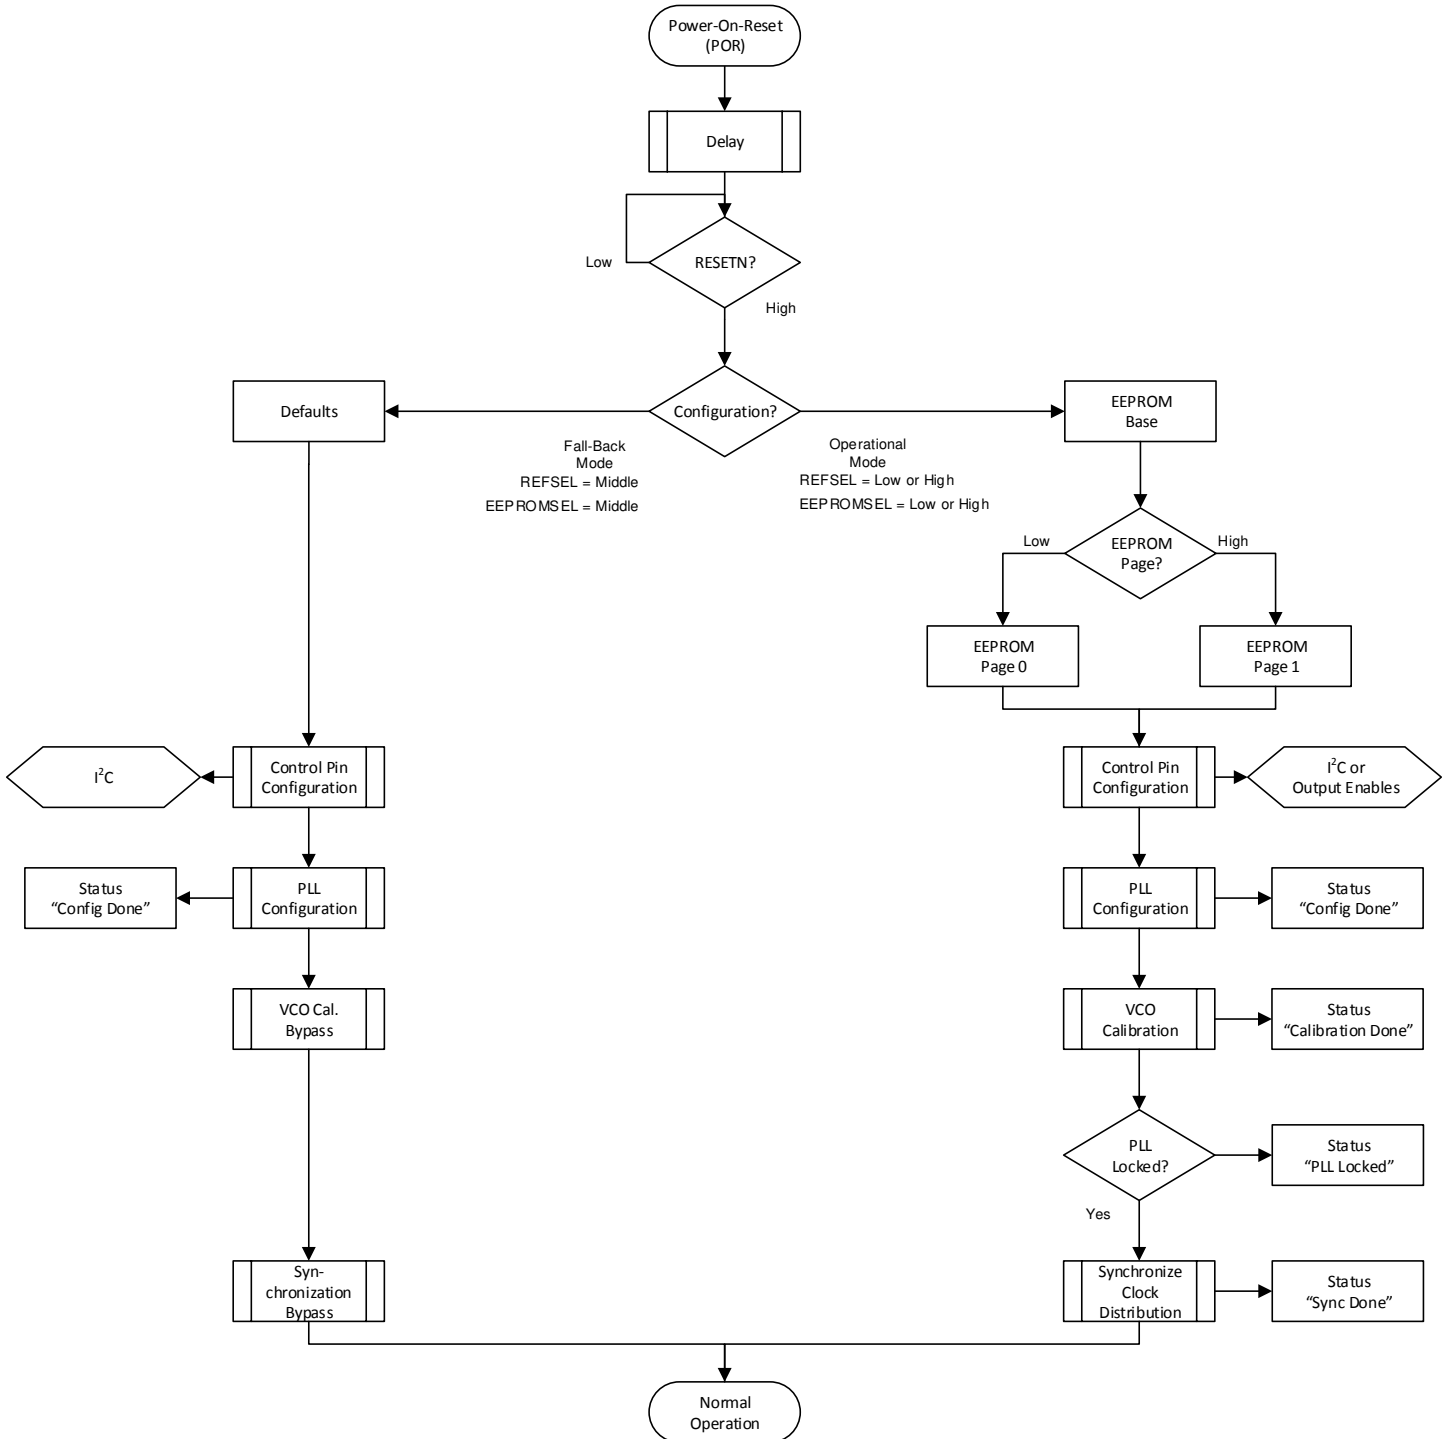 Power-On-Reset
(POR)
Delay
RESETN?
Low
High
Configuration?
Defaults
EEPROM
Base
Fall-Back
Mode
REFSEL = Middle
EEPROMSEL = Middle
Operational
Mode
REFSEL = Low or High
EEPROMSEL = Low or High
EEPROM
Page?
Low
High
EEPROM
Page 0
EEPROM
Page 1
I²C
Control Pin
Configuration
Control Pin
Configuration
I²C or
Output Enables
Status
“Config Done”
PLL
Configuration
PLL
Configuration
Status
“Config Done”
VCO Cal.
Bypass
VCO
Calibration
Status
“Calibration Done”
PLL
Locked?
Status
“PLL Locked”
Yes
Syn-
chronization
Bypass
Synchronize
Clock
Distribution
Status
“Sync Done”
Normal
Operation